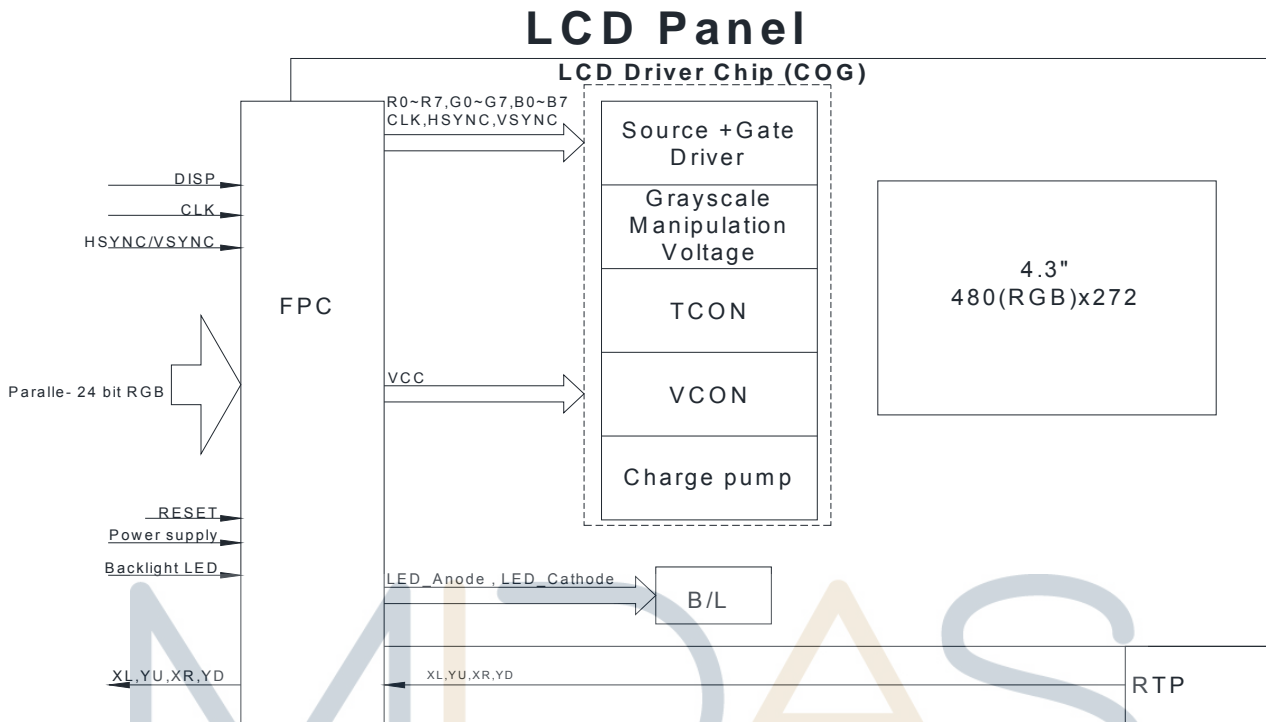 LCD Panel
LCD Driver Chip (COG)
R0~R7,G0~G7,B0~B7
CLK,HSYNC,VSYNC
Source +Gate
Driver
Grayscale
Manipulation
Voltage
TCON
VCON
Charge pump
4.3"
480(RGB)x272
DISP
CLK
HSYNC/VSYNC
FPC
Paralle- 24 bit RGB
VCC
RESET
Power supply
Backlight LED
LED_Anode , LED_Cathode
B/L
XL,YU,XR,YD
XL,YU,XR,YD
RTP
MIDAS